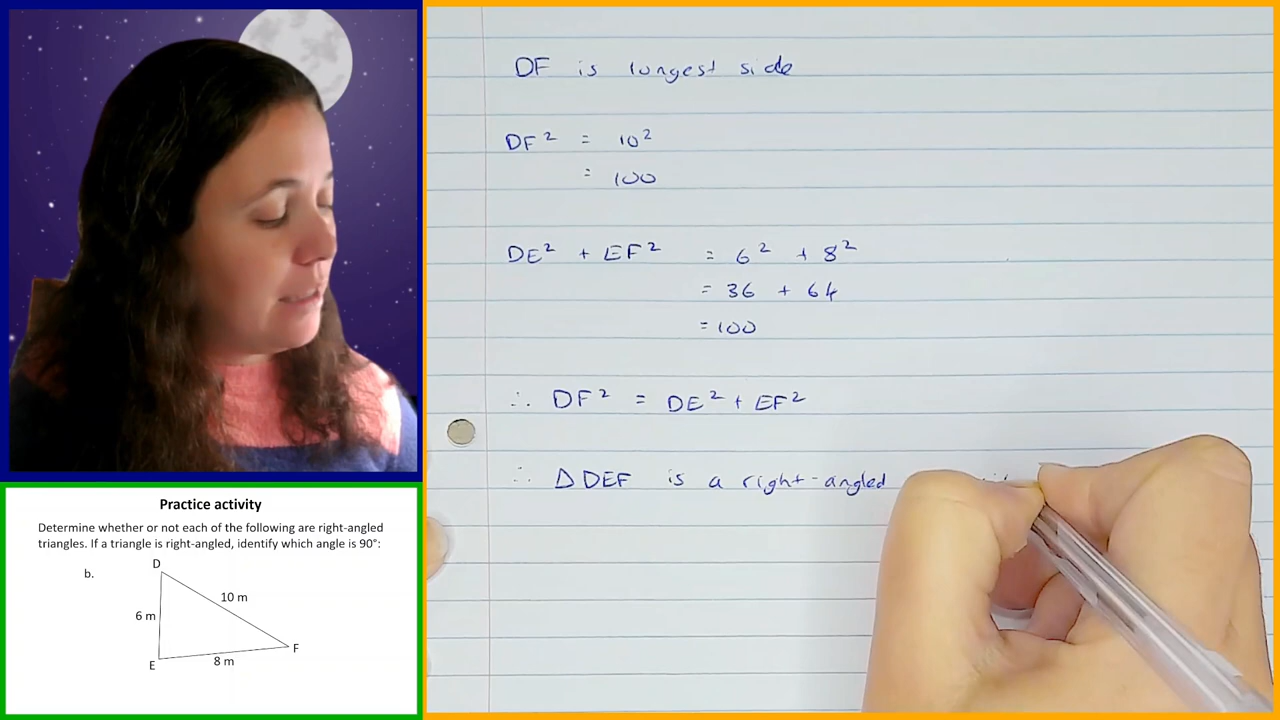 DF is longest side
DF² = 10²
= 100
DE² + EF² = 6² + 8²
= 36 + 64
= 100
∴ DF² = DE² + EF²
∴ Δ DEF is a right-angled
Practice activity
Determine whether or not each of the following are right-angled
triangles. If a triangle is right-angled, identify which angle is 90°:
b.
D
10 m
6 m
F
8 m
E